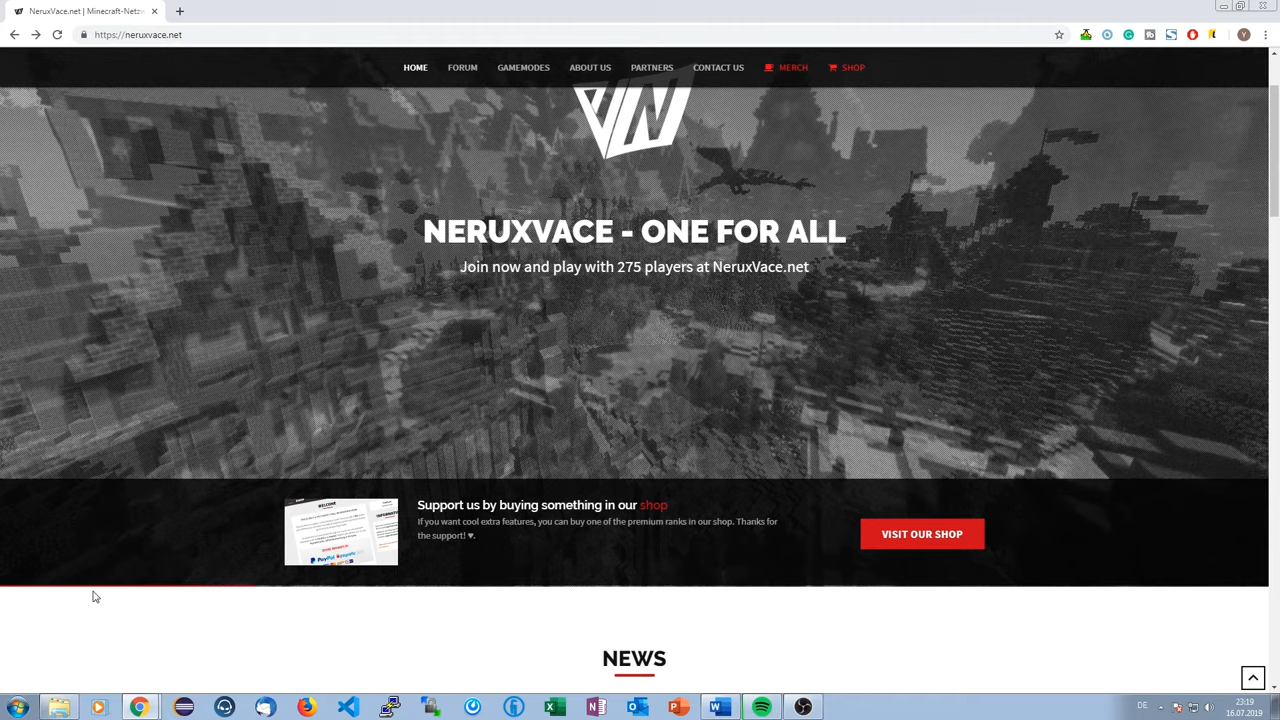 NeruxVace.net | Minecraft-Netzw
https://neruxvace.net
HOME FORUM GAMEMODES ABOUT US PARTNERS CONTACT US MERCH SHOP
NERUXVACE - ONE FOR ALL
Join now and play with 275 players at NeruxVace.net
Support us by buying something in our shop
If you want cool extra features, you can buy one of the premium ranks in our shop. Thanks for
the support! ♥.
VISIT OUR SHOP
WELCOME
PayPal
NEWS
DE
23:19
16.07.2019